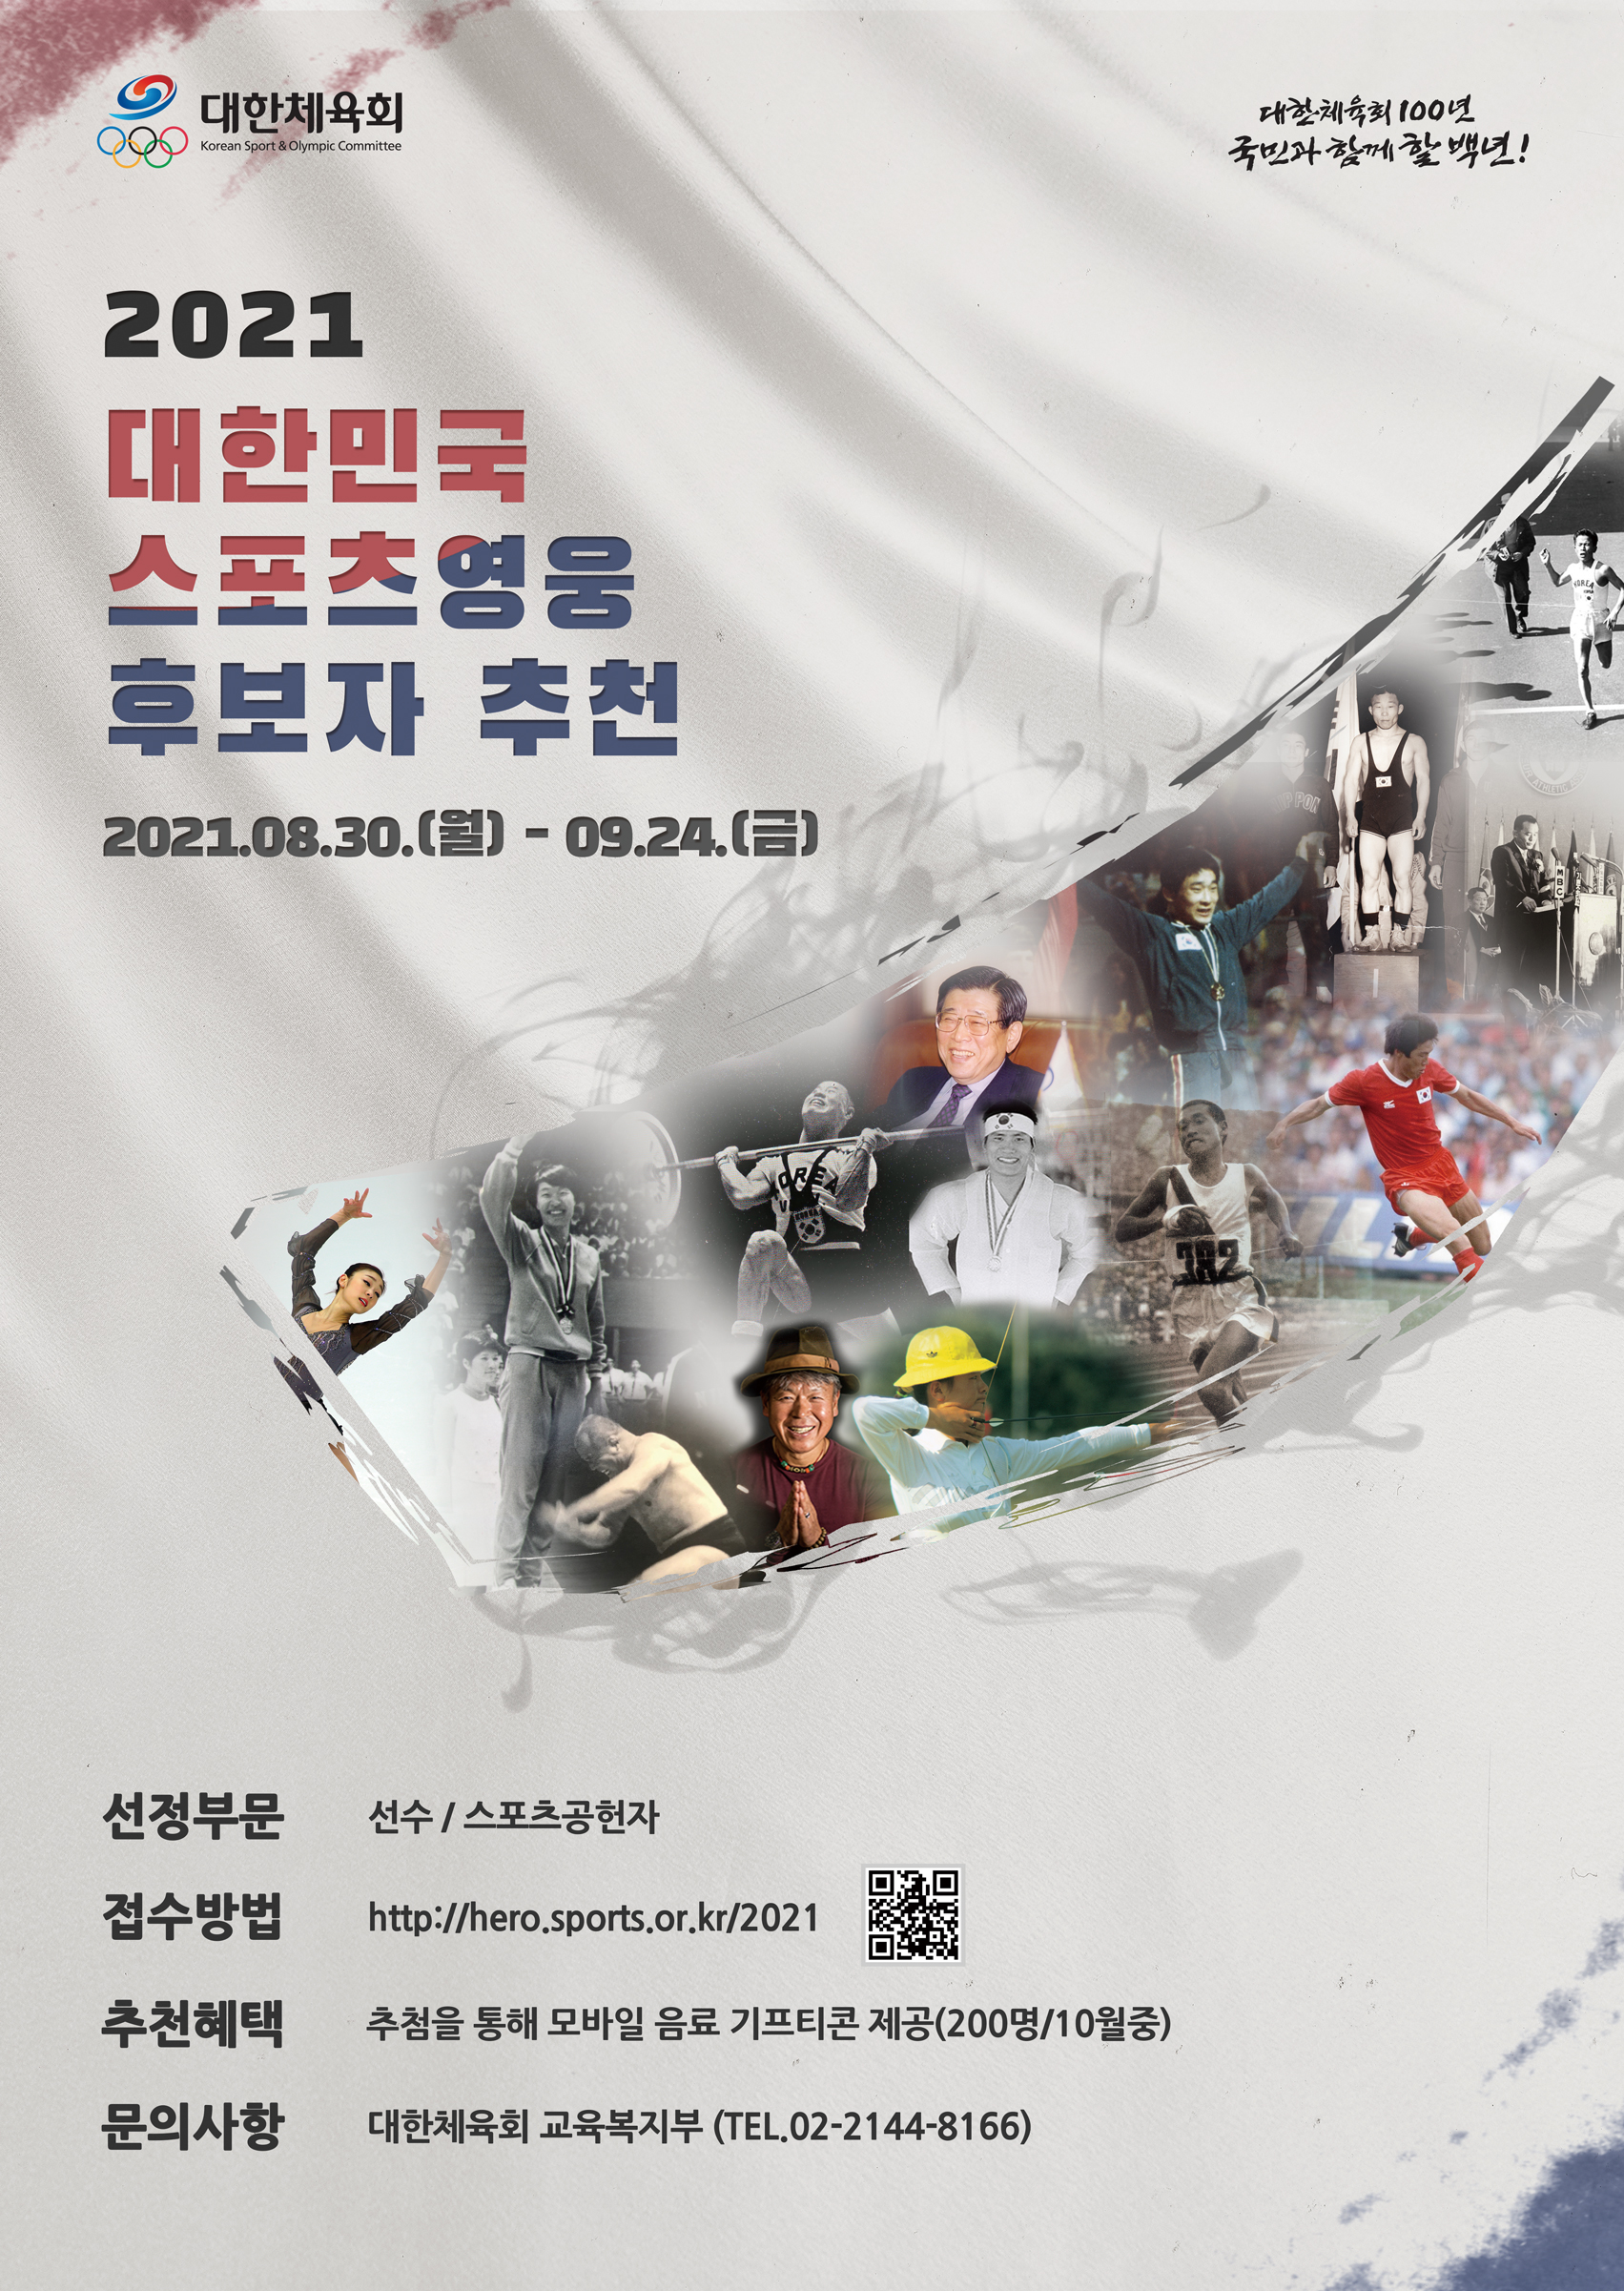 대한체육회
Korean Sport & Olympic Committee
대한체육회 100년
국민과 함께 할 백년!
2021
대한민국
스포츠영웅
후보자 추천
2021.08.30.(월) - 09.24.(금)
KOREA
MBC
KOREA
KOREA
382
선정부문 선수 / 스포츠공헌자
접수방법 http://hero.sports.or.kr/2021
추천혜택 추첨을 통해 모바일 음료 기프티콘 제공(200명/10월중)
문의사항 대한체육회 교육복지부 (TEL.02-2144-8166)